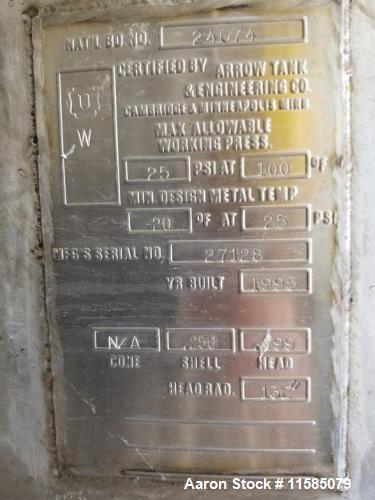 NAT'L BD. NO. 24074
CERTIFIED BY ARROW TANK
& ENGINEERING CO.
CAMBRIDGE & MINNEAPOLIS MINN
U
W
MAX ALLOWABLE
WORKING PRESS.
25 PSI AT 100 °F
MIN DESIGN METAL TEMP
-20 °F AT 25 PSI
MFG'S SERIAL NO. 27128
YR BUILT 1995
N/A .250
CONE SHELL HEAD
HEAD RAD.
Aaron Stock # 11585079